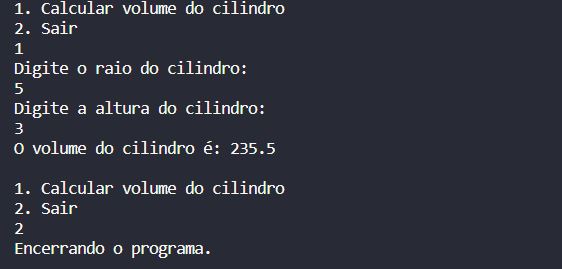 1. Calcular volume do cilindro
2. Sair
1
Digite o raio do cilindro:
5
Digite a altura do cilindro:
3
O volume do cilindro é: 235.5

1. Calcular volume do cilindro
2. Sair
2
Encerrando o programa.